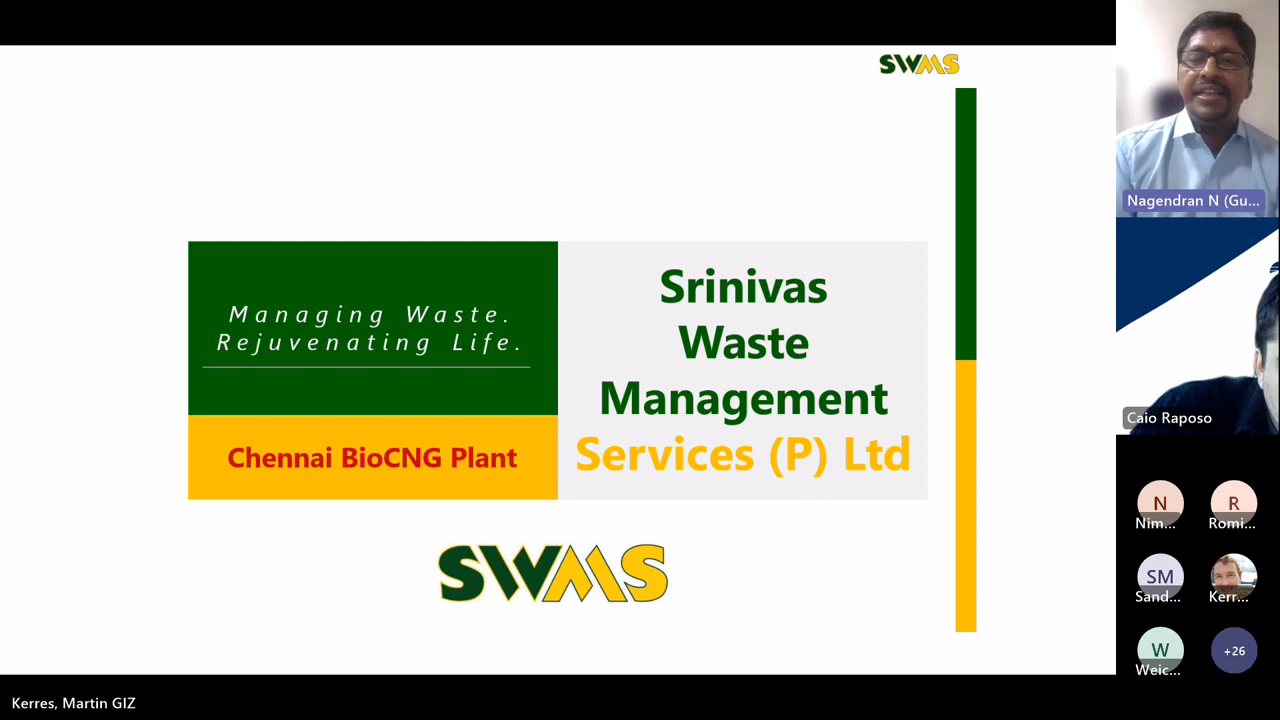 SWMS
Managing Waste.
Rejuvenating Life.
Chennai BioCNG Plant
Srinivas
Waste
Management
Services (P) Ltd
SWMS
Nagendran N (Gu...
Caio Raposo
N
Nim...
R
Romi...
SM
Sand...
Kerr...
W
Weic...
+26
Kerres, Martin GIZ